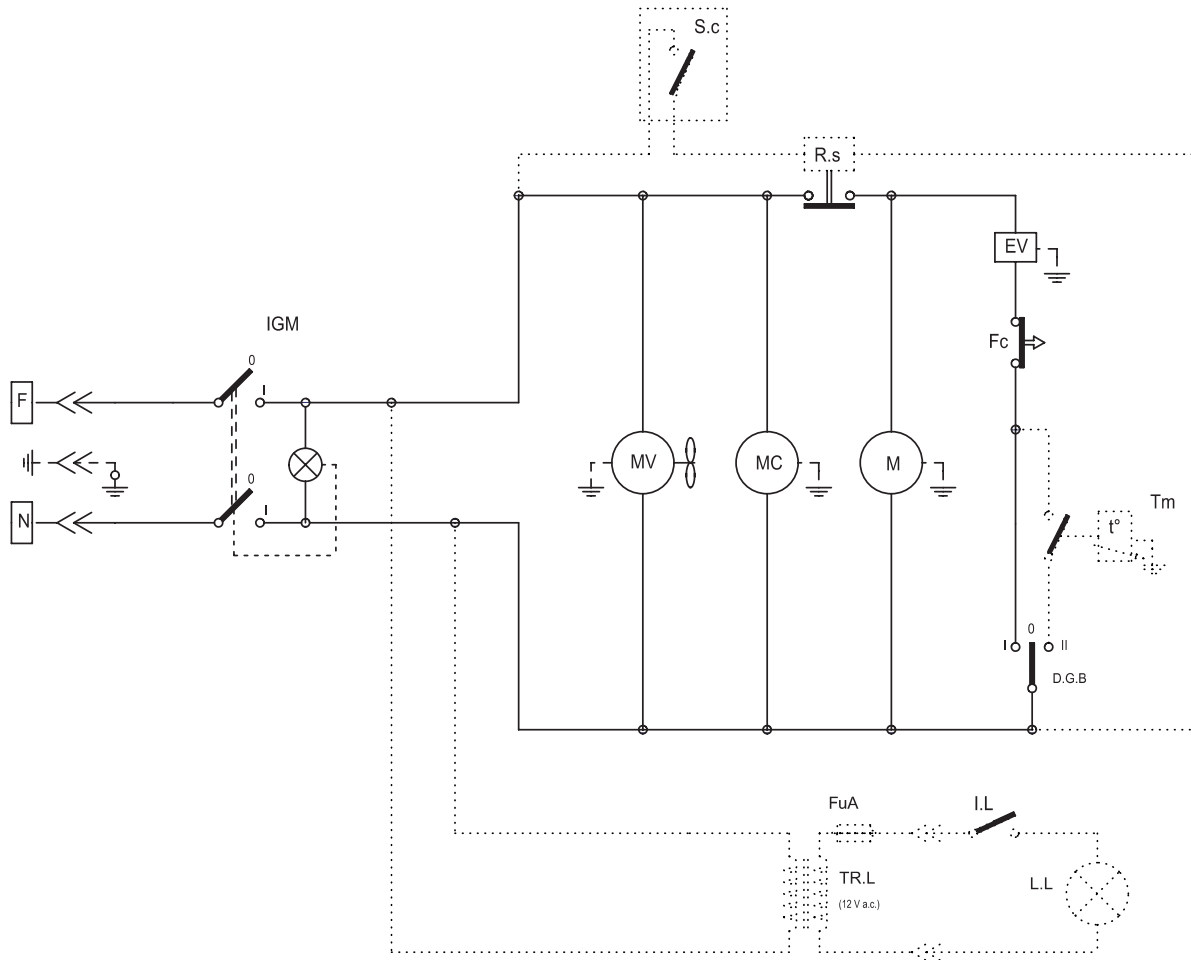 S.c
R.s
EV
IGM
Fc
0
I
F
MV
MC
M
Tm
t°
0
I
N
0
I
II
D.G.B
FuA
I.L
TR.L
(12 V a.c.)
L.L